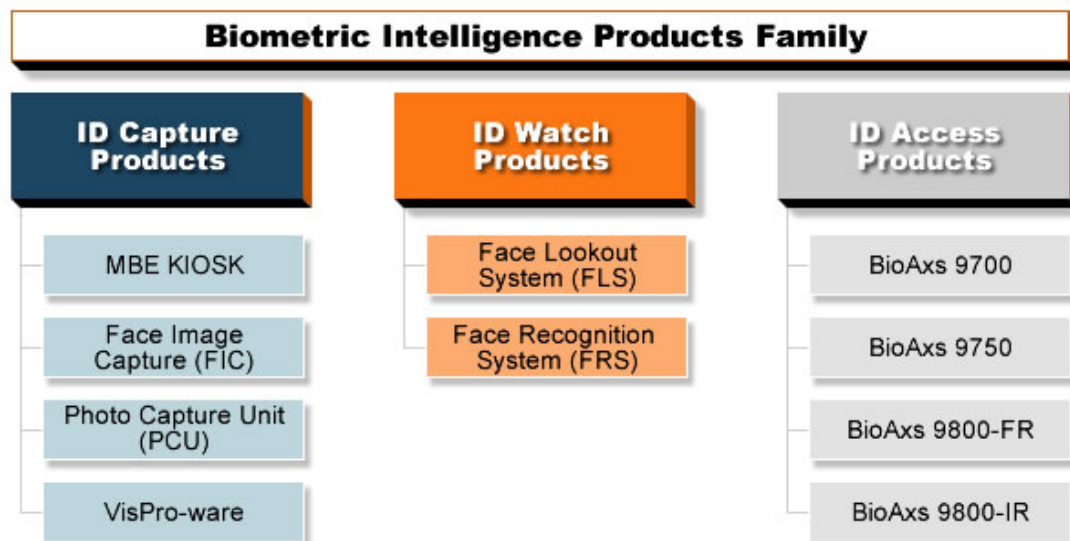 Biometric Intelligence Products Family
ID Capture
Products
MBE KIOSK
Face Image
Capture (FIC)
Photo Capture Unit
(PCU)
VisPro-ware
ID Watch
Products
Face Lookout
System (FLS)
Face Recognition
System (FRS)
ID Access
Products
BioAxs 9700
BioAxs 9750
BioAxs 9800-FR
BioAxs 9800-IR